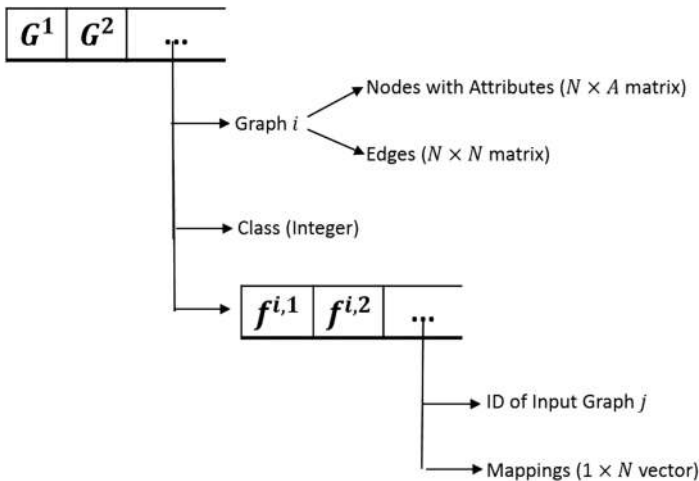 G¹ G² ...
Nodes with Attributes (N × A matrix)
Graph i
Edges (N × N matrix)
Class (Integer)
f^{i,1} f^{i,2} ...
ID of Input Graph j
Mappings (1 × N vector)